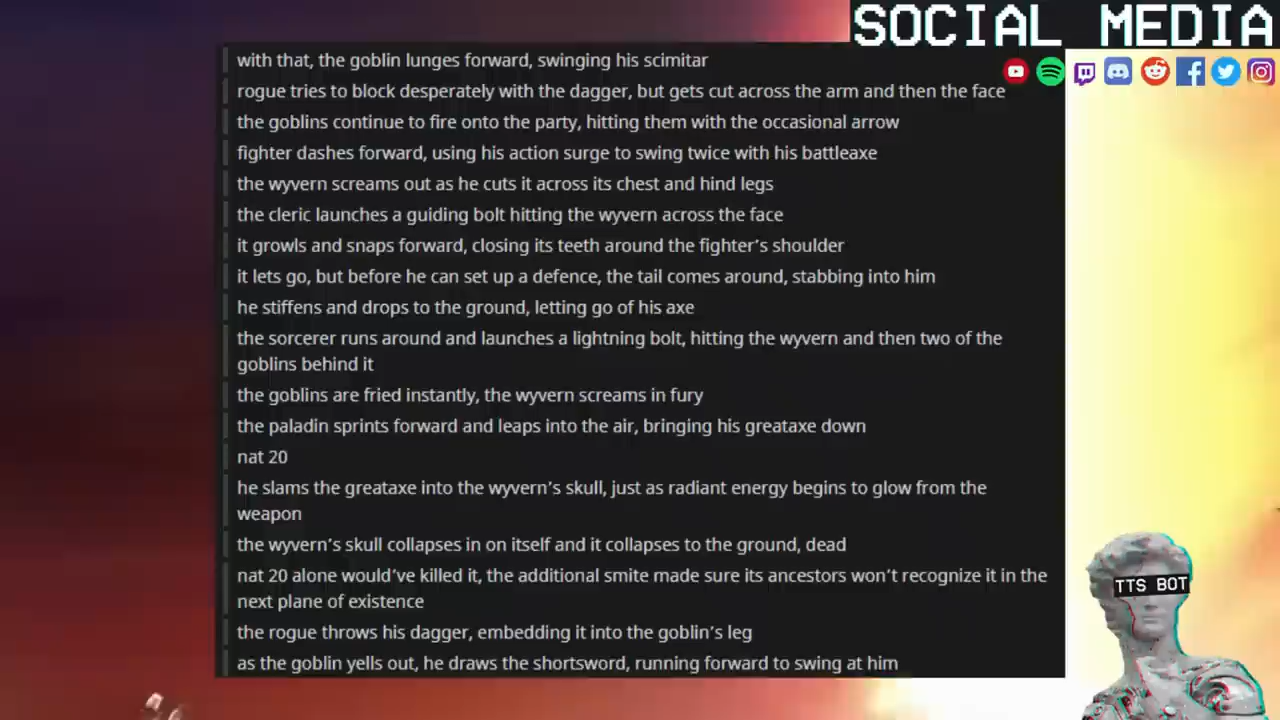 SOCIAL MEDIA
with that, the goblin lunges forward, swinging his scimitar
rogue tries to block desperately with the dagger, but gets cut across the arm and then the face
the goblins continue to fire onto the party, hitting them with the occasional arrow
fighter dashes forward, using his action surge to swing twice with his battleaxe
the wyvern screams out as he cuts it across its chest and hind legs
the cleric launches a guiding bolt hitting the wyvern across the face
it growls and snaps forward, closing its teeth around the fighter's shoulder
it lets go, but before he can set up a defence, the tail comes around, stabbing into him
he stiffens and drops to the ground, letting go of his axe
the sorcerer runs around and launches a lightning bolt, hitting the wyvern and then two of the
goblins behind it
the goblins are fried instantly, the wyvern screams in fury
the paladin sprints forward and leaps into the air, bringing his greataxe down
nat 20
he slams the greataxe into the wyvern's skull, just as radiant energy begins to glow from the
weapon
the wyvern's skull collapses in on itself and it collapses to the ground, dead
nat 20 alone would've killed it, the additional smite made sure its ancestors won't recognize it in the
next plane of existence
the rogue throws his dagger, embedding it into the goblin's leg
as the goblin yells out, he draws the shortsword, running forward to swing at him
TTS BOT